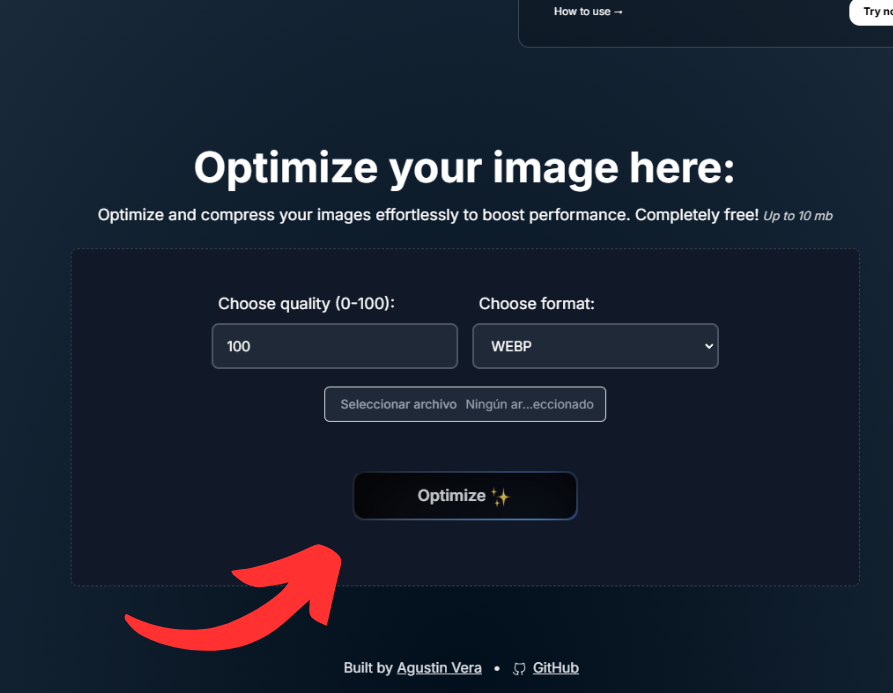 How to use →
Try no
Optimize your image here:
Optimize and compress your images effortlessly to boost performance. Completely free! Up to 10 mb
Choose quality (0-100):
Choose format:
100
WEBP
Seleccionar archivo Ningún ar...eccionado
Optimize ✨
Built by Agustin Vera • GitHub